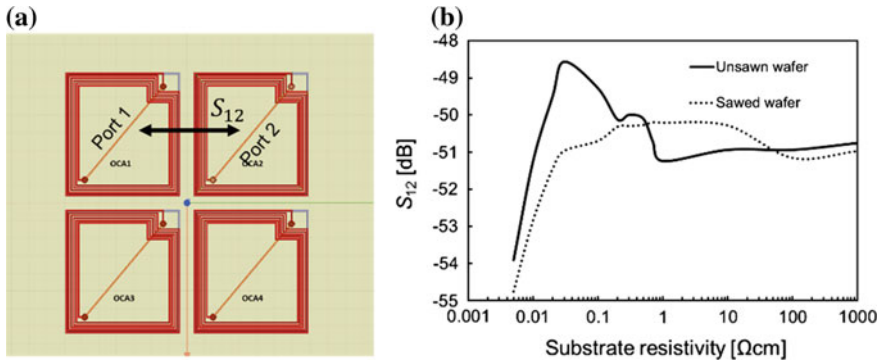 (a)
Port 1
S12
Port 2
OCA1
OCA2
OCA3
OCA4
(b)
S12 [dB]
-48
-49
-50
-51
-52
-53
-54
-55
Unsawn wafer
Sawed wafer
0.001
0.01
0.1
1
10
100
1000
Substrate resistivity [Ωcm]